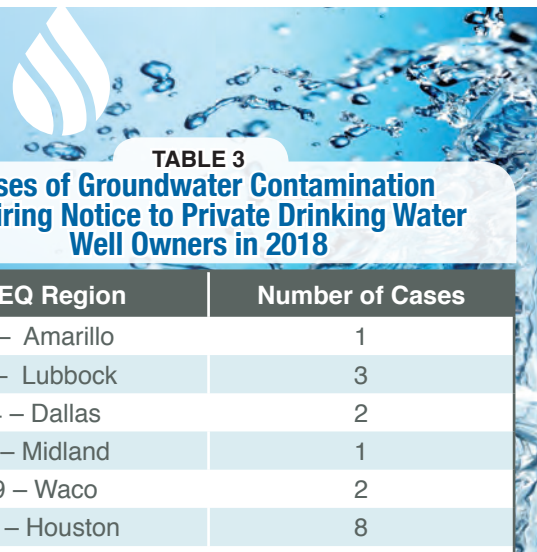 TABLE 3
ses of Groundwater Contamination
iring Notice to Private Drinking Water
Well Owners in 2018
EQ Region Number of Cases
– Amarillo 1
– Lubbock 3
– Dallas 2
– Midland 1
9 – Waco 2
– Houston 8